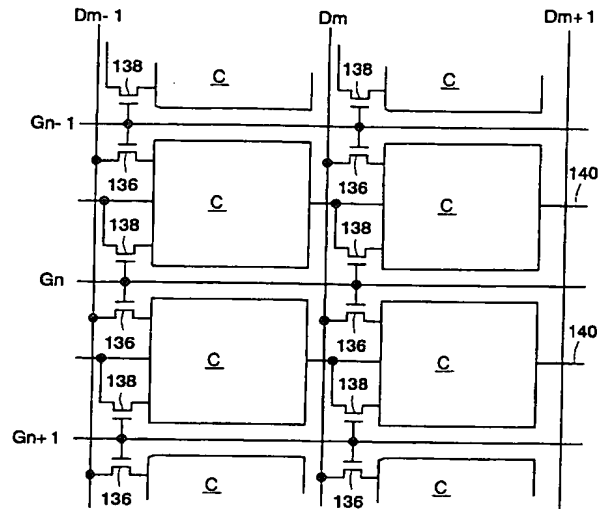 Dm- 1 Dm Dm+ 1
138 C 138 C
Gn- 1
136 136 140
C C
138 138
Gn
136 136 140
C C
138 138
Gn+ 1
136 C 136 C